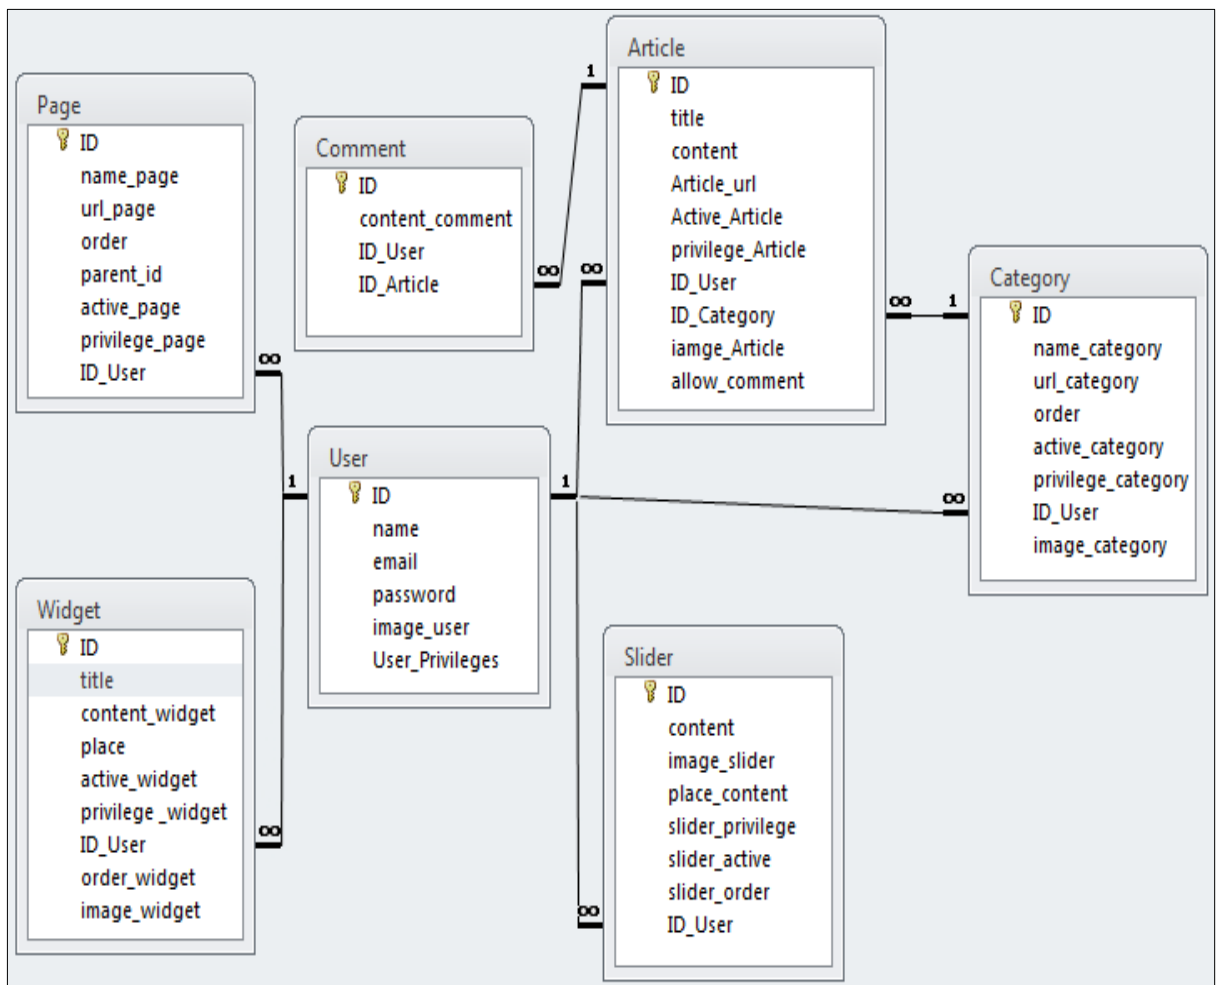 Page
ID
name_page
url_page
order
parent_id
active_page
privilege_page
ID_User
∞
Comment
ID
content_comment
ID_User
ID_Article
∞
1
Article
ID
title
content
Article_url
Active_Article
privilege_Article
ID_User
ID_Category
iamge_Article
allow_comment
∞
∞
1
Category
ID
name_category
url_category
order
active_category
privilege_category
ID_User
image_category
∞
User
ID
name
email
password
image_user
User_Privileges
1
1
Widget
ID
title
content_widget
place
active_widget
privilege _widget
ID_User
order_widget
image_widget
∞
Slider
ID
content
image_slider
place_content
slider_privilege
slider_active
slider_order
ID_User
∞